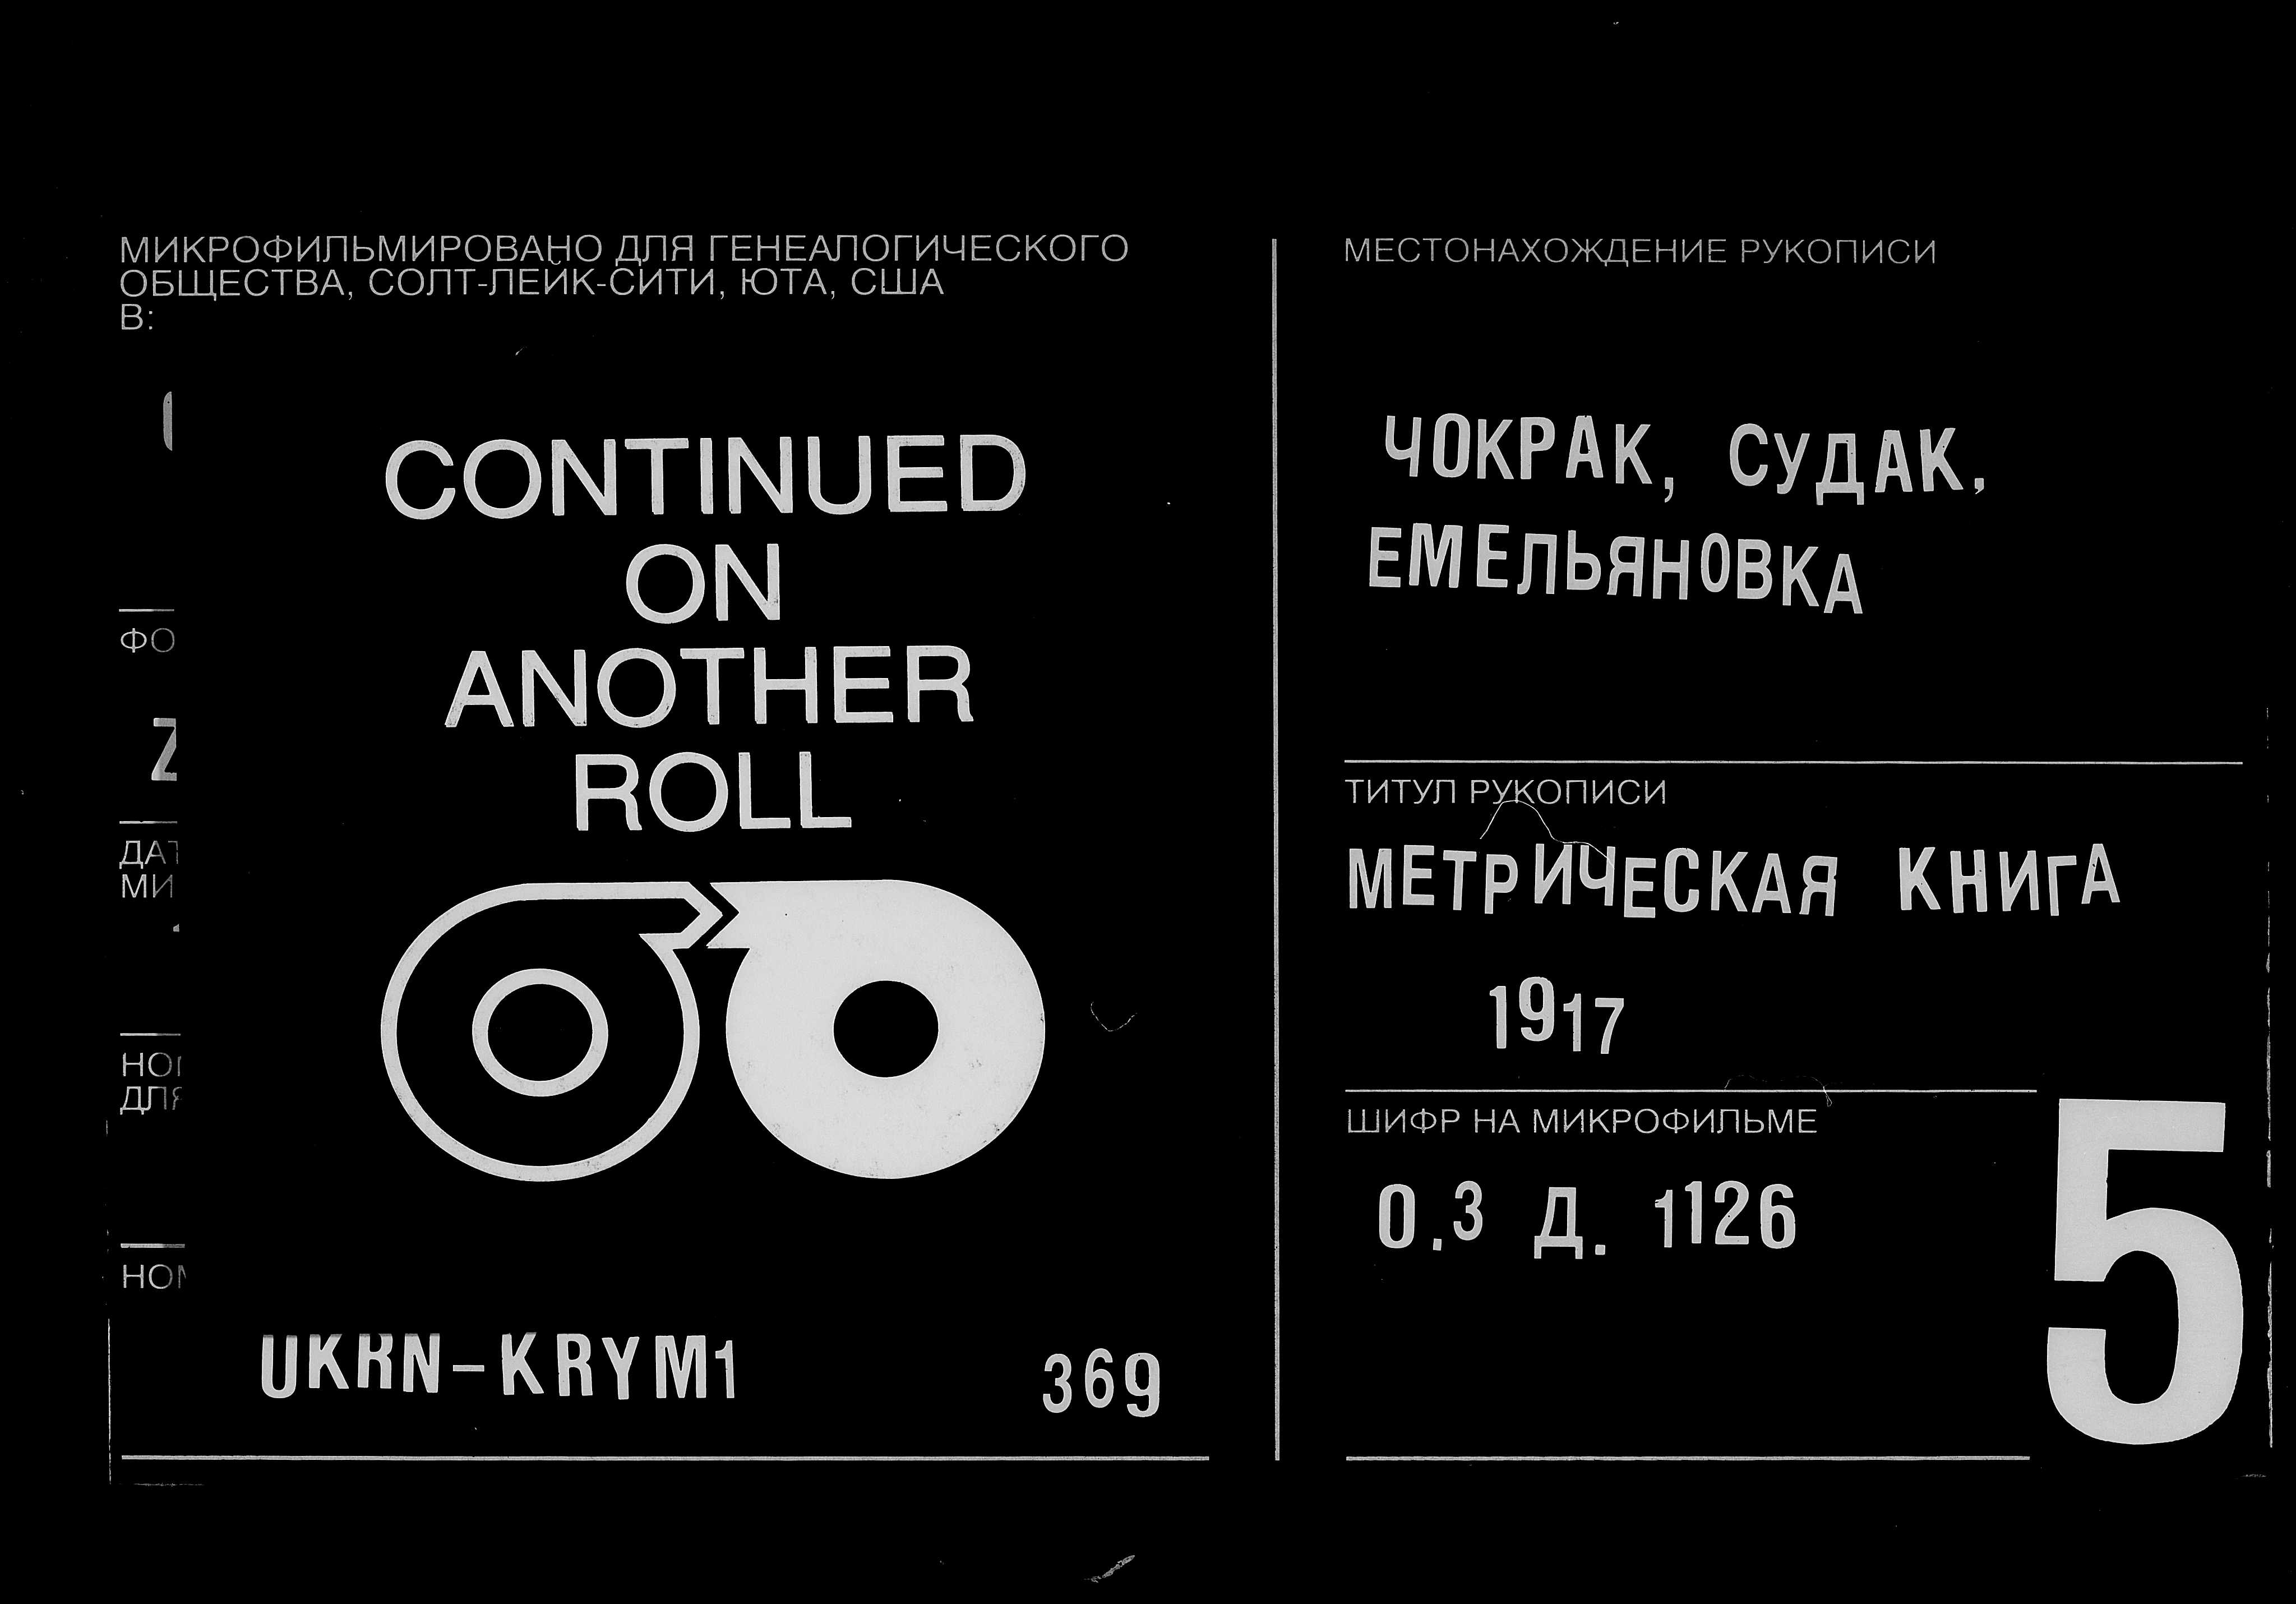 МИКРОФИЛЬМИРОВАНО ДЛЯ ГЕНЕАЛОГИЧЕСКОГО
ОБЩЕСТВА, СОЛТ-ЛЕЙК-СИТИ, ЮТА, США
В:
CONTINUED
ON
ANOTHER
ROLL
UKRN-KRYM1 369
МЕСТОНАХОЖДЕНИЕ РУКОПИСИ
ЧОКРАК, СУДАК,
ЕМЕЛЬЯНОВКА
ТИТУЛ РУКОПИСИ
МЕТРИЧЕСКАЯ КНИГА
1917
ШИФР НА МИКРОФИЛЬМЕ
О.3 Д. 1126
5